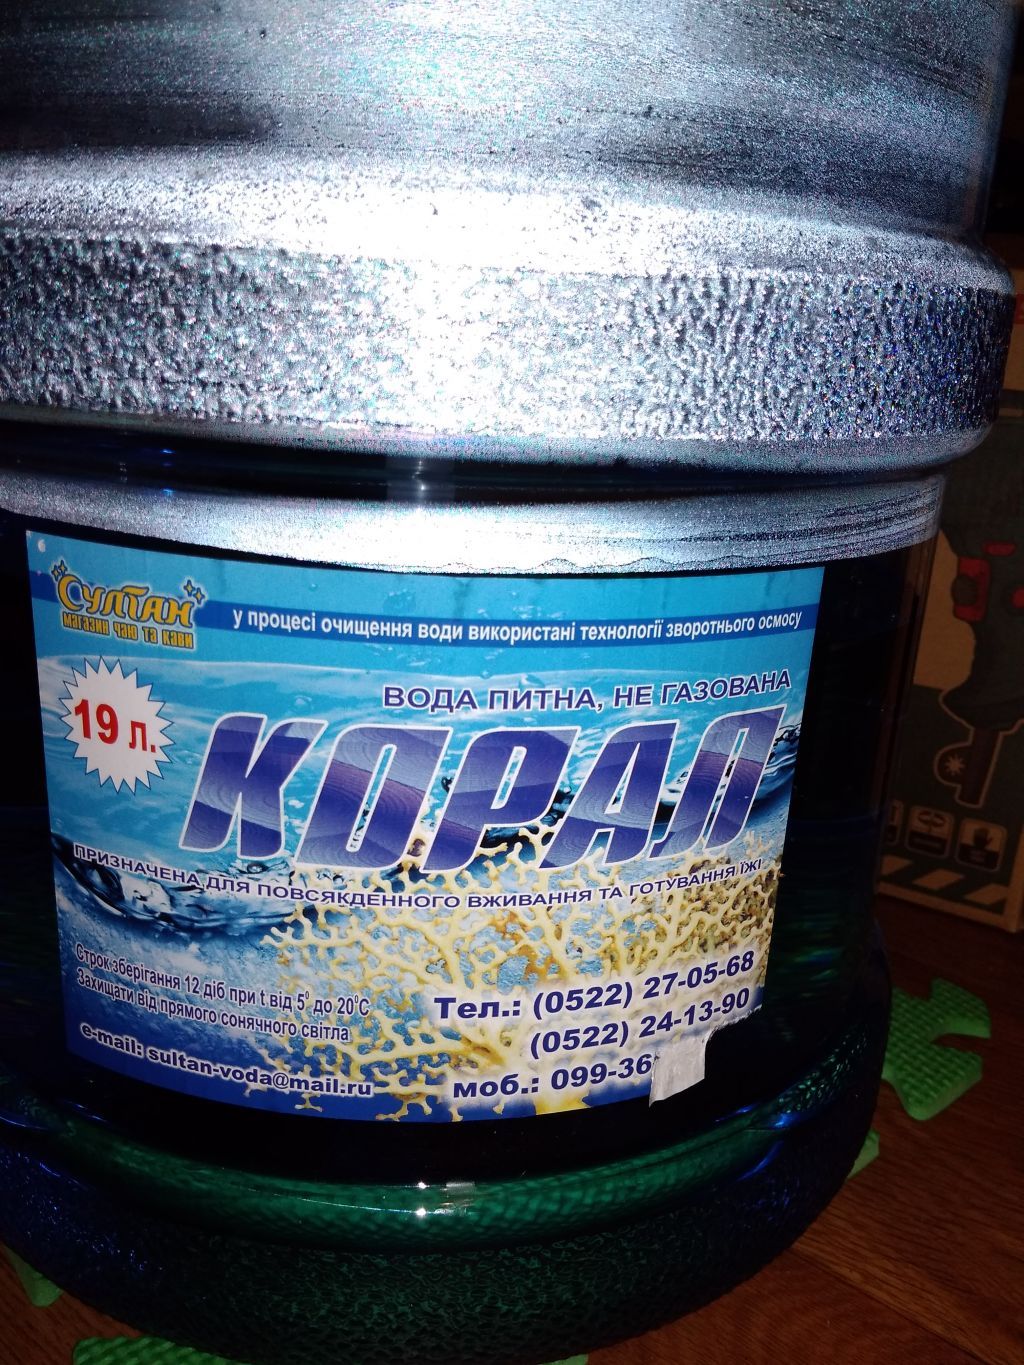 Султан
магазин чаю та кави
у процесі очищення води використані технології зворотнього осмосу
ВОДА ПИТНА, НЕ ГАЗОВАНА
19 л.
КОРАЛ
ПРИЗНАЧЕНА ДЛЯ ПОВСЯКДЕННОГО ВЖИВАННЯ ТА ГОТУВАННЯ ЇЖІ
Строк зберігання 12 діб при t від 5⁰ до 20⁰С
Захищати від прямого сонячного світла
e-mail: sultan-voda@mail.ru
Тел.: (0522) 27-05-68
(0522) 24-13-90
моб.: 099-36